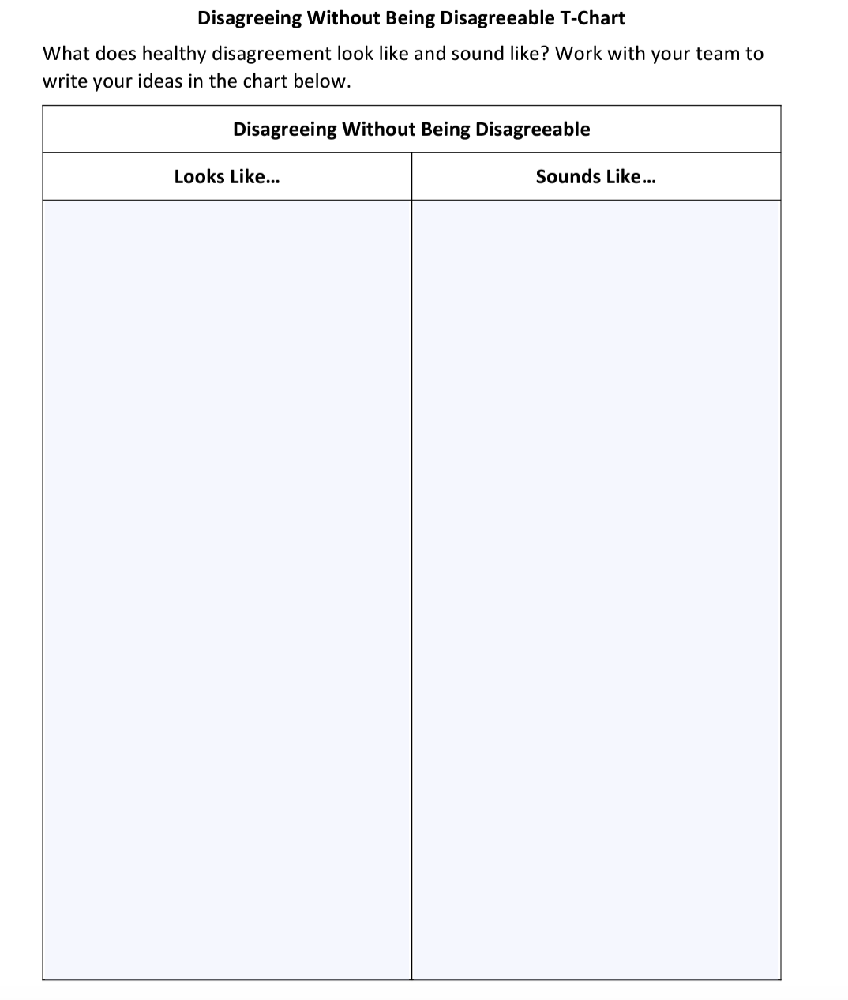 Disagreeing Without Being Disagreeable T-Chart
What does healthy disagreement look like and sound like? Work with your team to
write your ideas in the chart below.
Disagreeing Without Being Disagreeable
Looks Like...
Sounds Like...